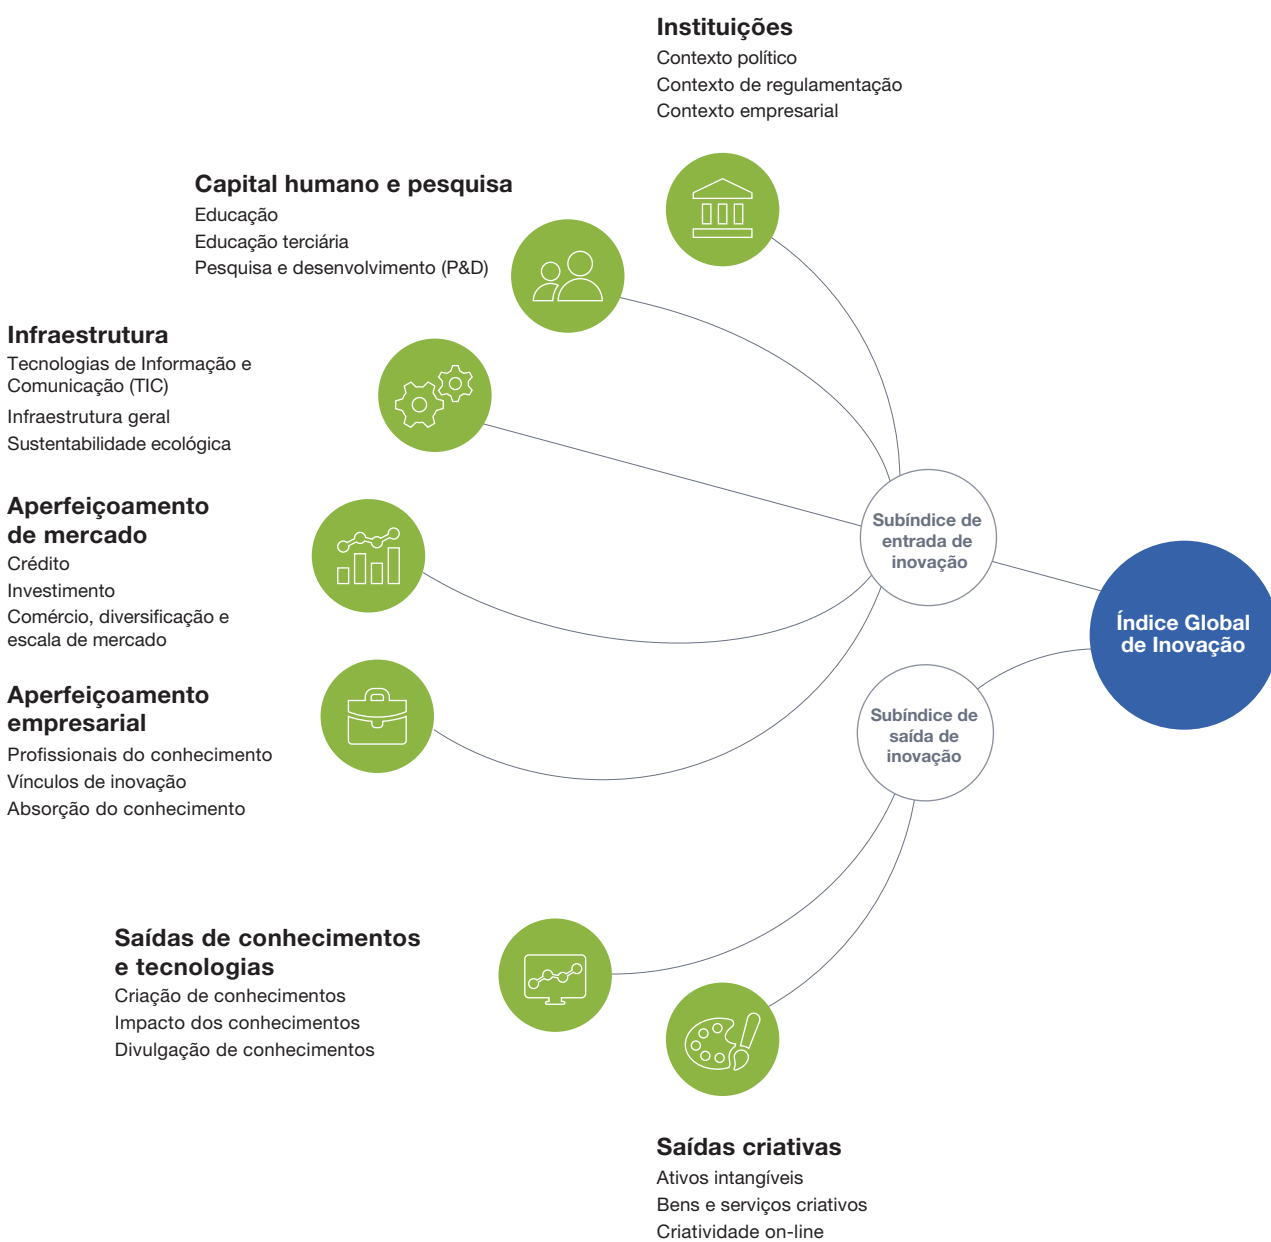 Instituições
Contexto político
Contexto de regulamentação
Contexto empresarial
Capital humano e pesquisa
Educação
Educação terciária
Pesquisa e desenvolvimento (P&D)
Infraestrutura
Tecnologias de Informação e
Comunicação (TIC)
Infraestrutura geral
Sustentabilidade ecológica
Aperfeiçoamento
de mercado
Crédito
Investimento
Comércio, diversificação e
escala de mercado
Aperfeiçoamento
empresarial
Profissionais do conhecimento
Vínculos de inovação
Absorção do conhecimento
Subíndice de
entrada de
inovação
Índice Global
de Inovação
Subíndice de
saída de
inovação
Saídas de conhecimentos
e tecnologias
Criação de conhecimentos
Impacto dos conhecimentos
Divulgação de conhecimentos
Saídas criativas
Ativos intangíveis
Bens e serviços criativos
Criatividade on-line